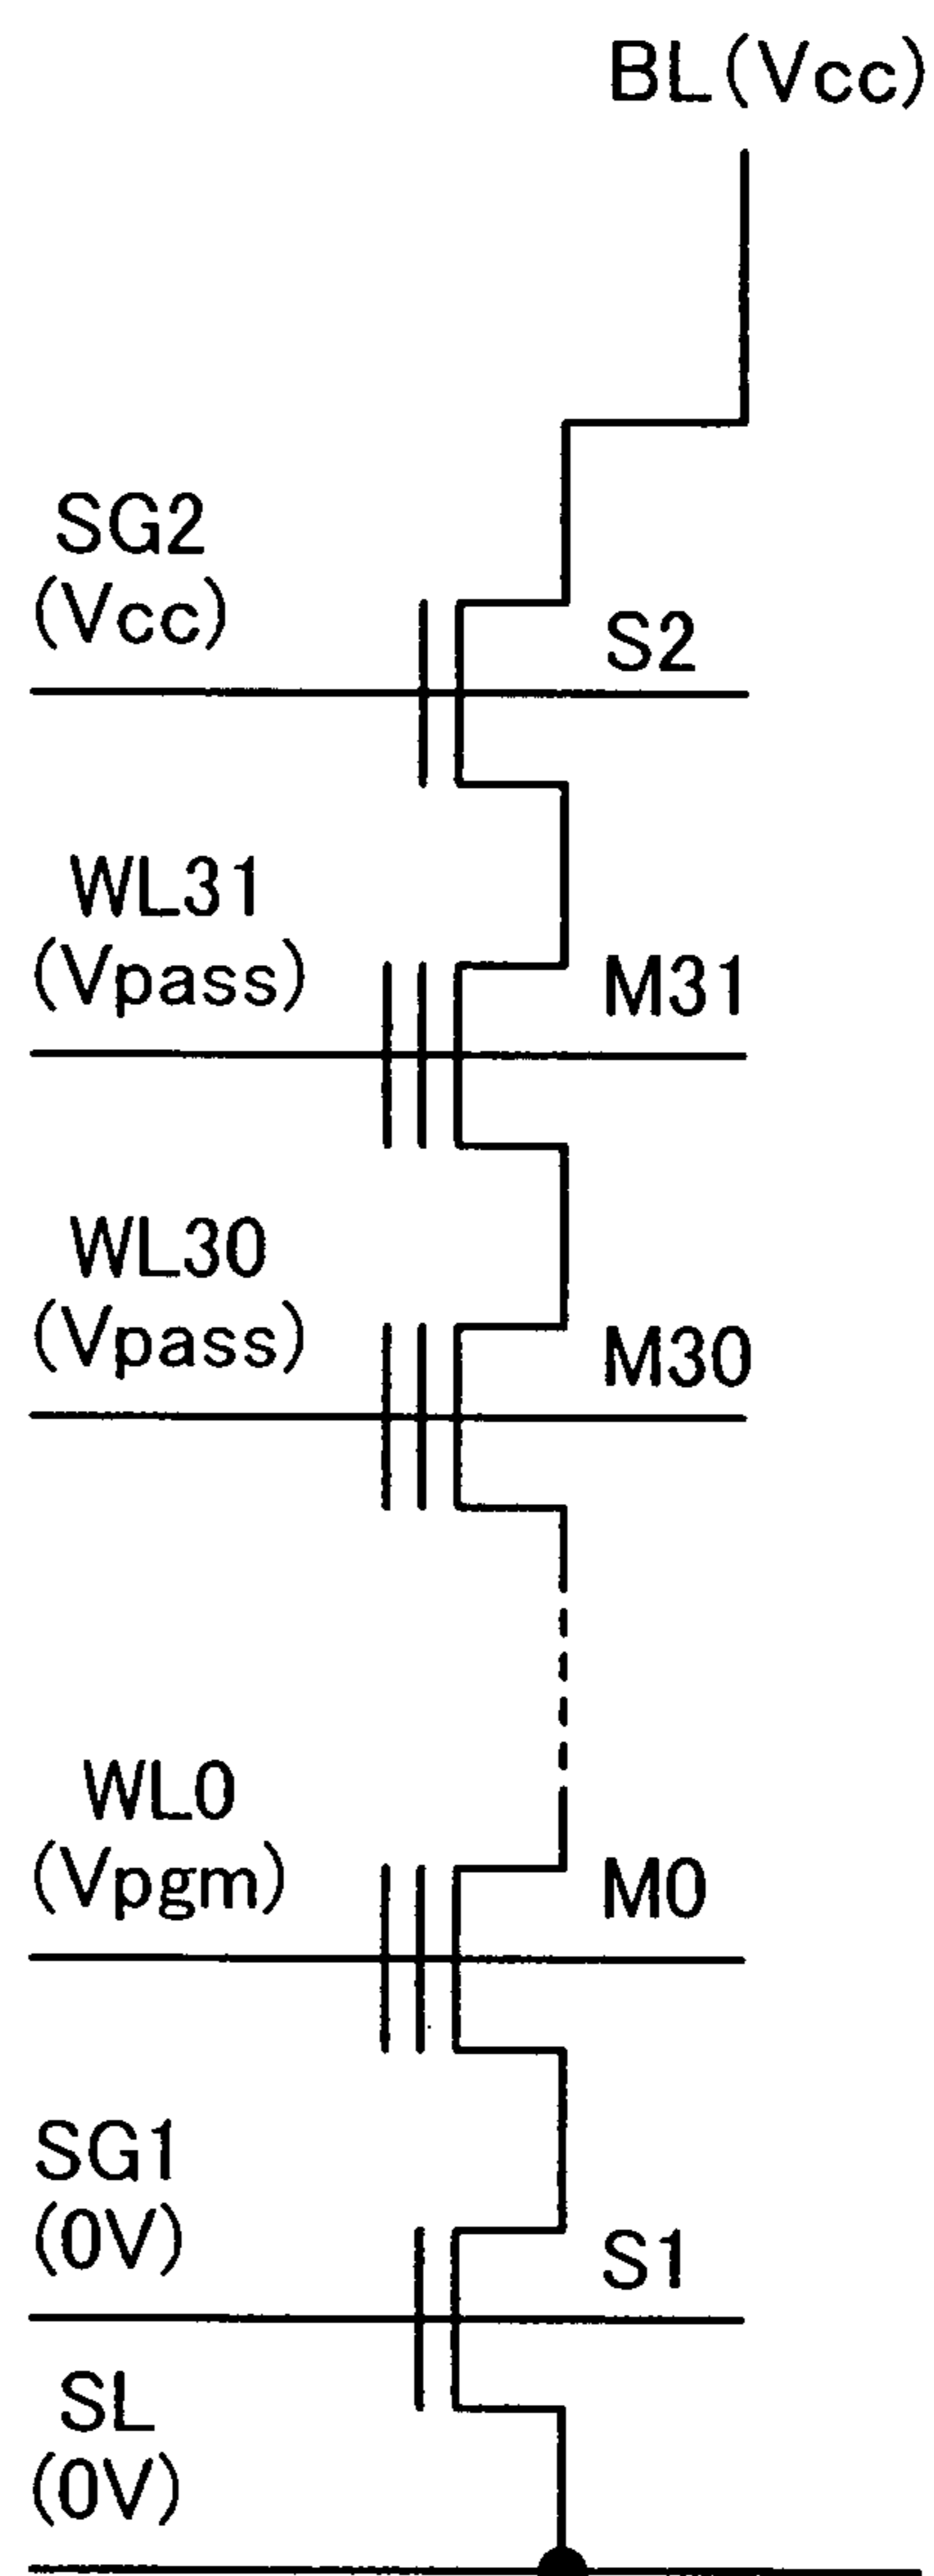 BL(Vcc)
SG2
(Vcc)
S2
WL31
(Vpass)
M31
WL30
(Vpass)
M30
WL0
(Vpgm)
M0
SG1
(0V)
S1
SL
(0V)